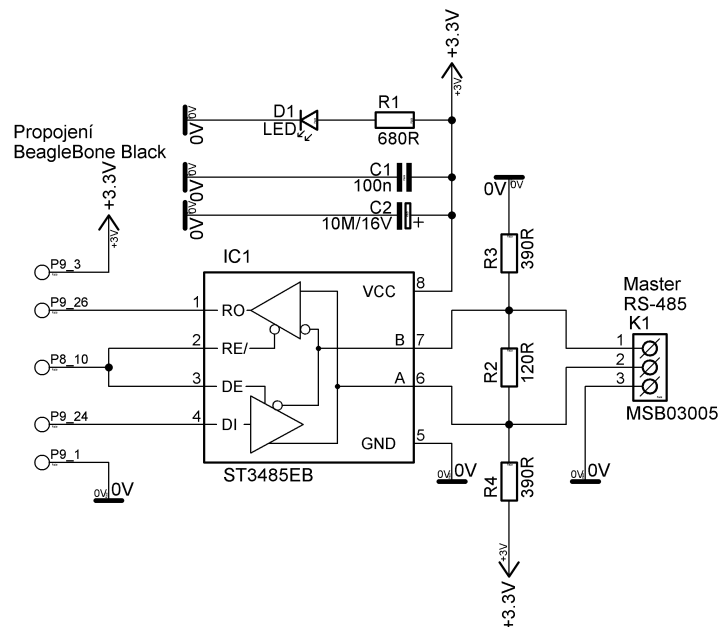 +3.3V
+3V
D1
LED
R1
680R
0V
0V
Propojení
BeagleBone Black
+3.3V
+3V
C1
100n
0V
0V
C2
10M/16V
+
0V
0V
0V
0V
R3
390R
IC1
P9_3
P9_26
P8_10
P9_24
P9_1
0V
0V
1
RO
2
RE/
3
DE
4
DI
VCC
8
B
7
A
6
GND
5
ST3485EB
0V
0V
R2
120R
R4
390R
+3V
+3.3V
Master
RS-485
K1
1
2
3
MSB03005
0V
0V